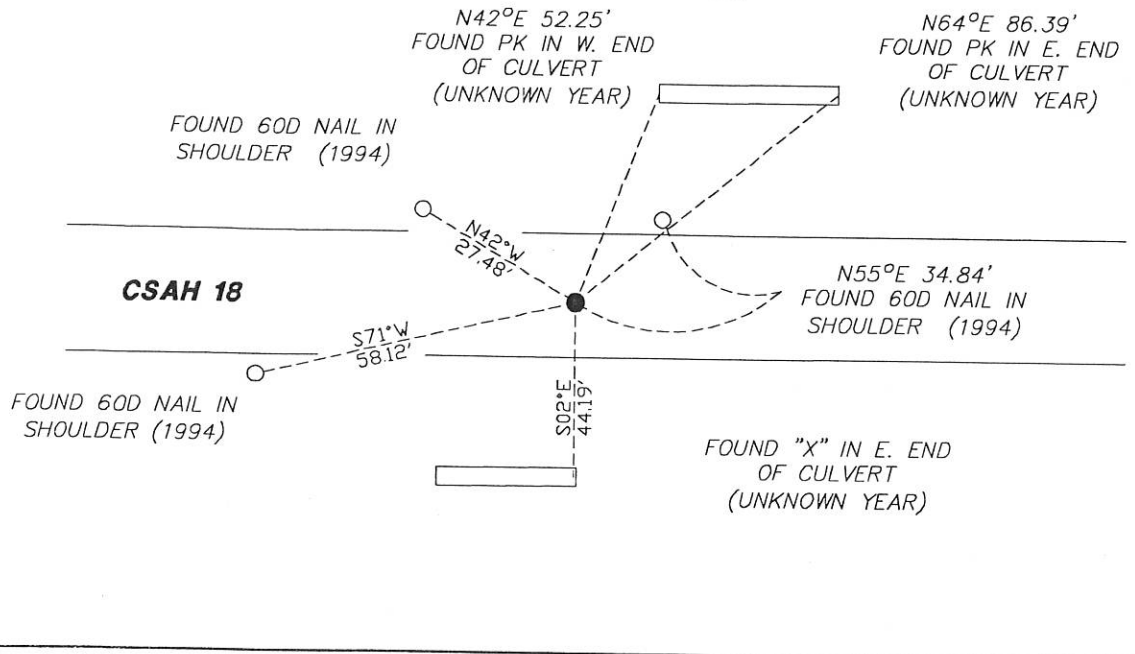 N42°E 52.25'
FOUND PK IN W. END
OF CULVERT
(UNKNOWN YEAR)
N64°E 86.39'
FOUND PK IN E. END
OF CULVERT
(UNKNOWN YEAR)
FOUND 60D NAIL IN
SHOULDER (1994)
N42°W
27.48'
CSAH 18
N55°E 34.84'
FOUND 60D NAIL IN
SHOULDER (1994)
S71°W
58.12'
FOUND 60D NAIL IN
SHOULDER (1994)
S02°E
44.19'
FOUND "X" IN E. END
OF CULVERT
(UNKNOWN YEAR)